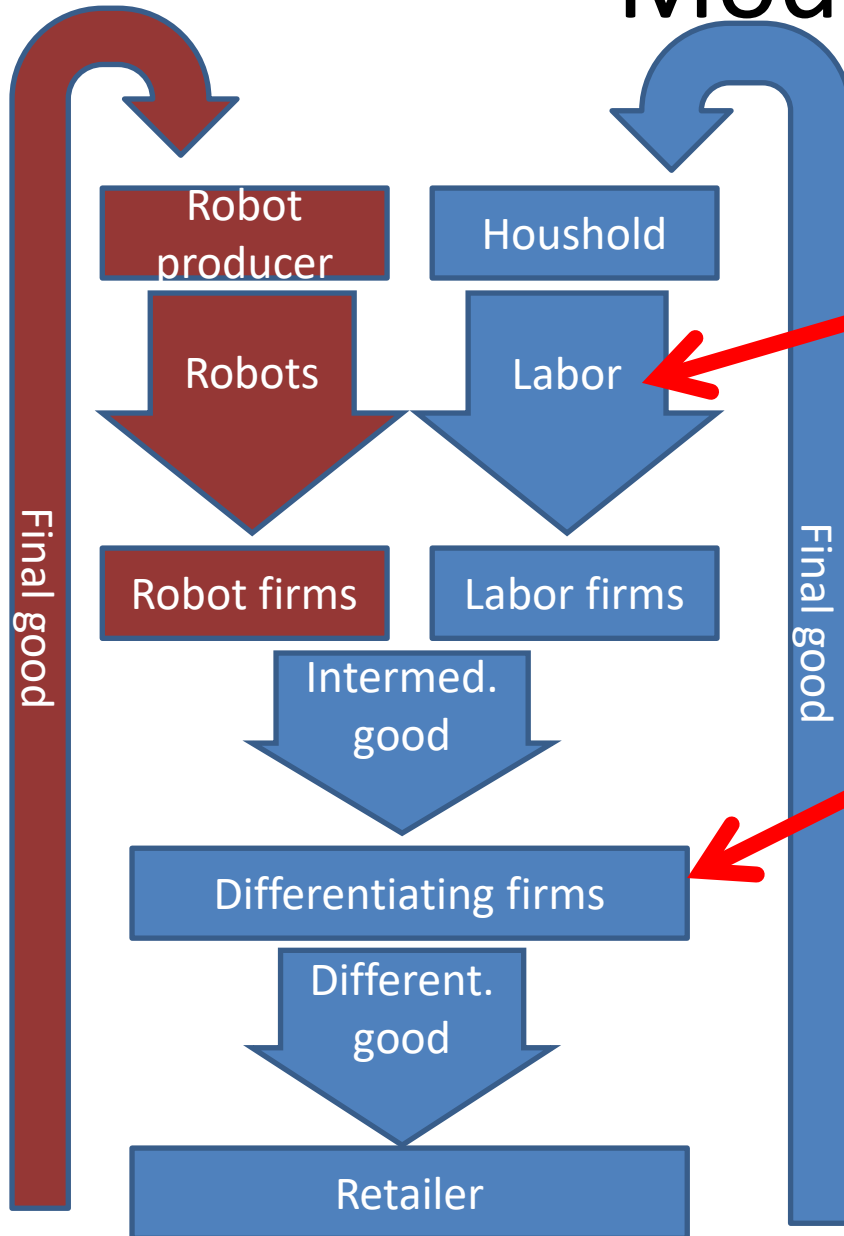 Robot
producer
Houshold
Robots
Labor
Final good
Final good
Robot firms
Labor firms
Intermed.
good
Differentiating firms
Different.
good
Retailer